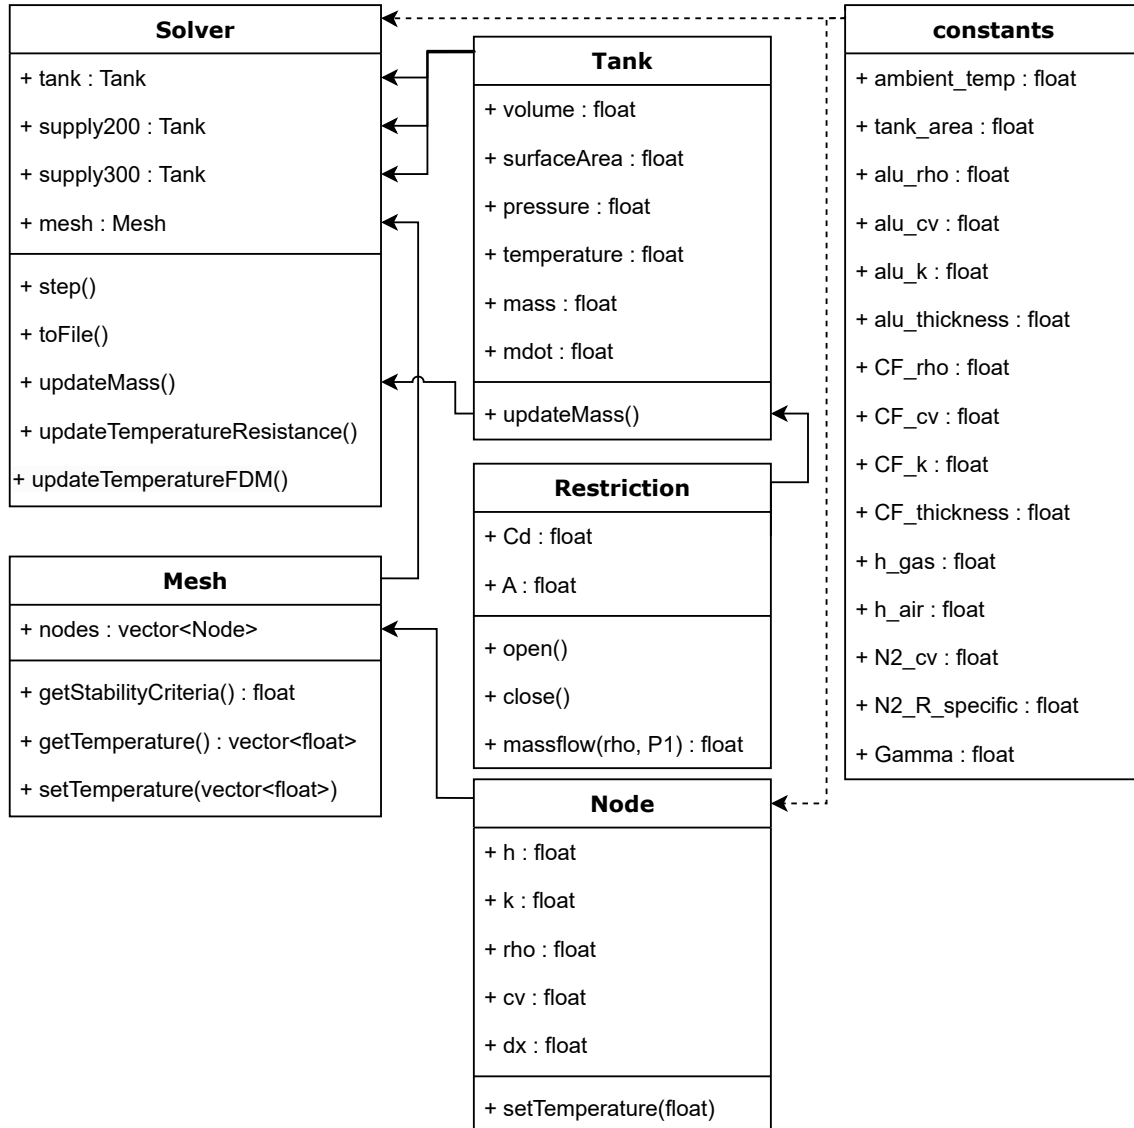 Solver
+ tank : Tank
+ supply200 : Tank
+ supply300 : Tank
+ mesh : Mesh
+ step()
+ toFile()
+ updateMass()
+ updateTemperatureResistance()
+ updateTemperatureFDM()
Mesh
+ nodes : vector<Node>
+ getStabilityCriteria() : float
+ getTemperature() : vector<float>
+ setTemperature(vector<float>)
Tank
+ volume : float
+ surfaceArea : float
+ pressure : float
+ temperature : float
+ mass : float
+ mdot : float
+ updateMass()
Restriction
+ Cd : float
+ A : float
+ open()
+ close()
+ massflow(rho, P1) : float
Node
+ h : float
+ k : float
+ rho : float
+ cv : float
+ dx : float
+ setTemperature(float)
constants
+ ambient_temp : float
+ tank_area : float
+ alu_rho : float
+ alu_cv : float
+ alu_k : float
+ alu_thickness : float
+ CF_rho : float
+ CF_cv : float
+ CF_k : float
+ CF_thickness : float
+ h_gas : float
+ h_air : float
+ N2_cv : float
+ N2_R_specific : float
+ Gamma : float